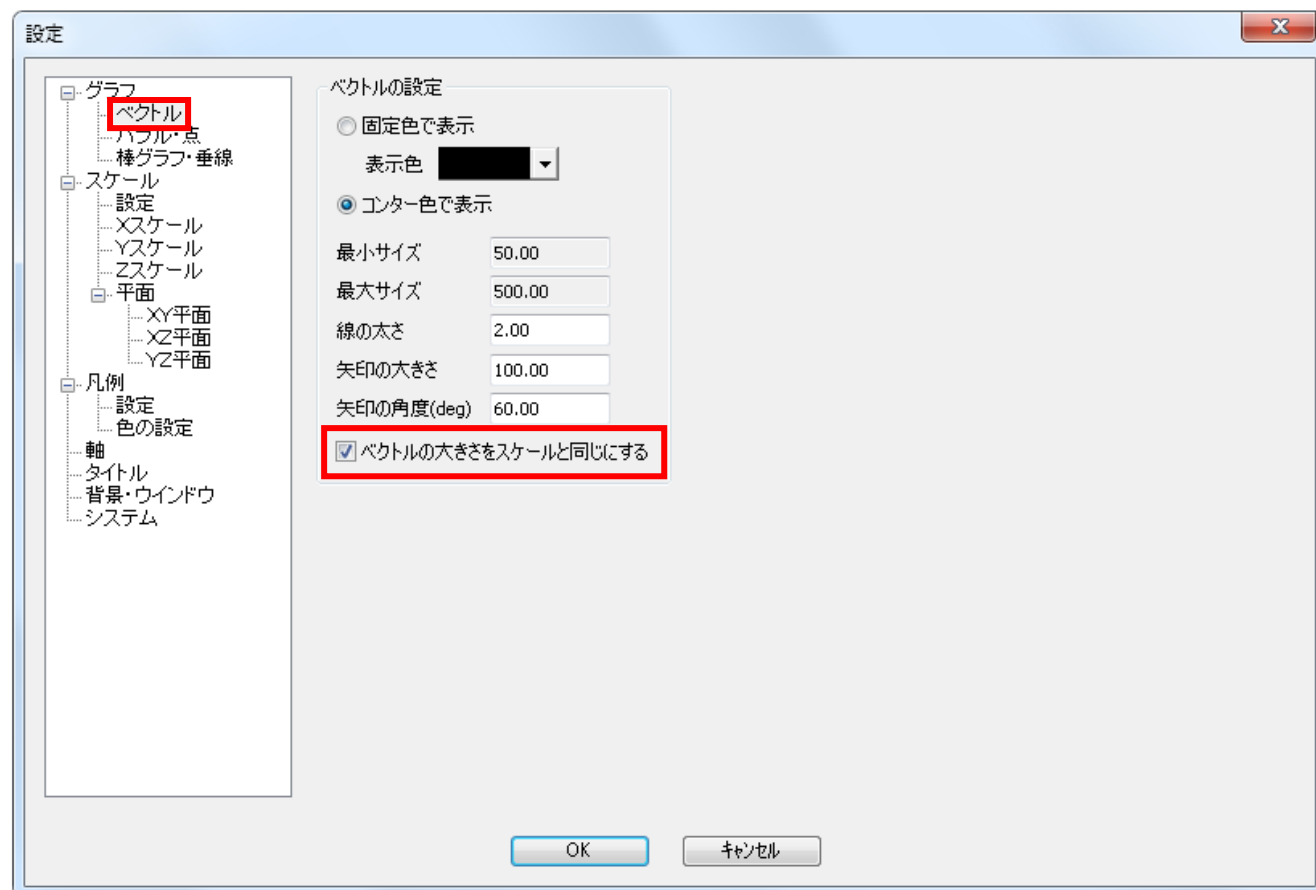 設定
グラフ
ベクトル
バブル・点
棒グラフ・垂線
スケール
設定
Xスケール
Yスケール
Zスケール
平面
XY平面
XZ平面
YZ平面
凡例
設定
色の設定
軸
タイトル
背景・ウインドウ
システム
ベクトルの設定
固定色で表示
表示色
コンター色で表示
最小サイズ 50.00
最大サイズ 500.00
線の太さ 2.00
矢印の大きさ 100.00
矢印の角度(deg) 60.00
ベクトルの大きさをスケールと同じにする
OK キャンセル